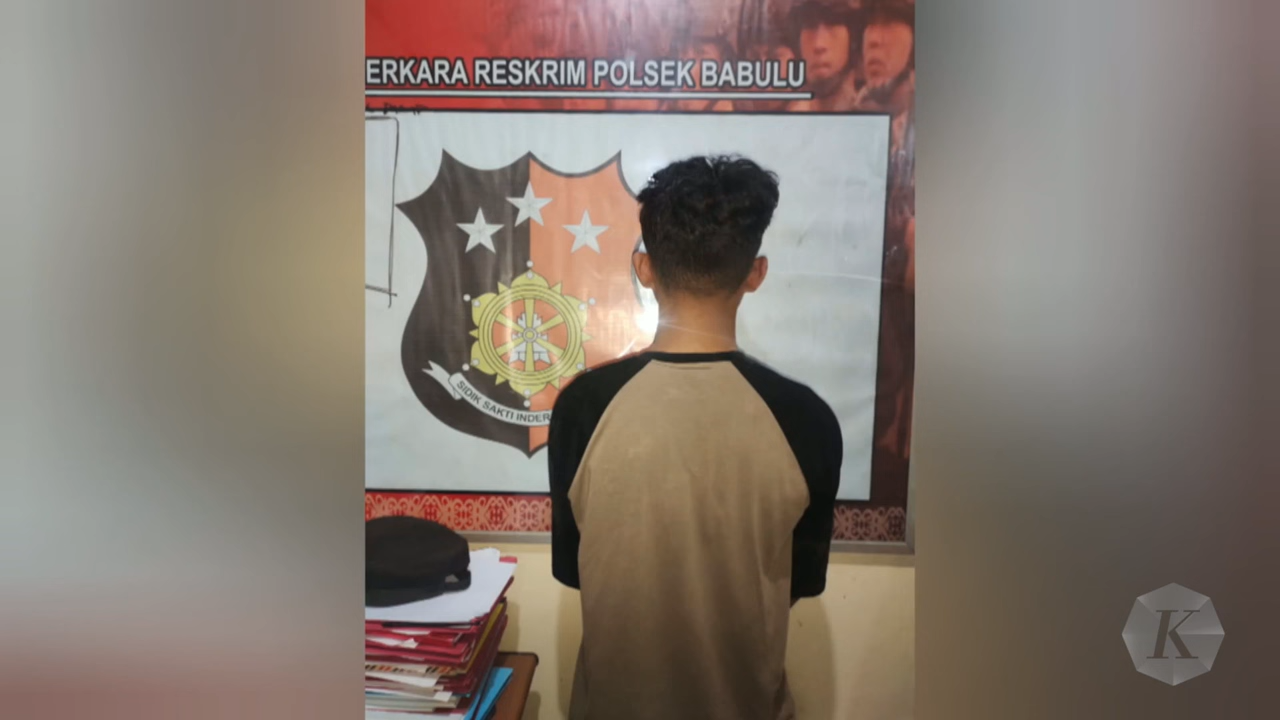 ERKARA RESKRIM POLSEK BABULU
SIDIK SAKTI INDER
K